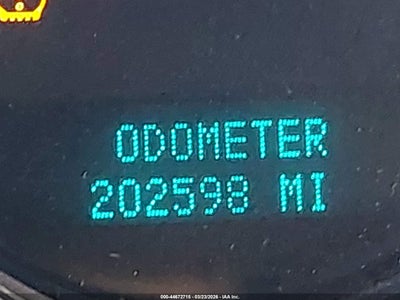 ODOMETER
202598 MI
000-44672715 - 03/23/2026 - IAA Inc.